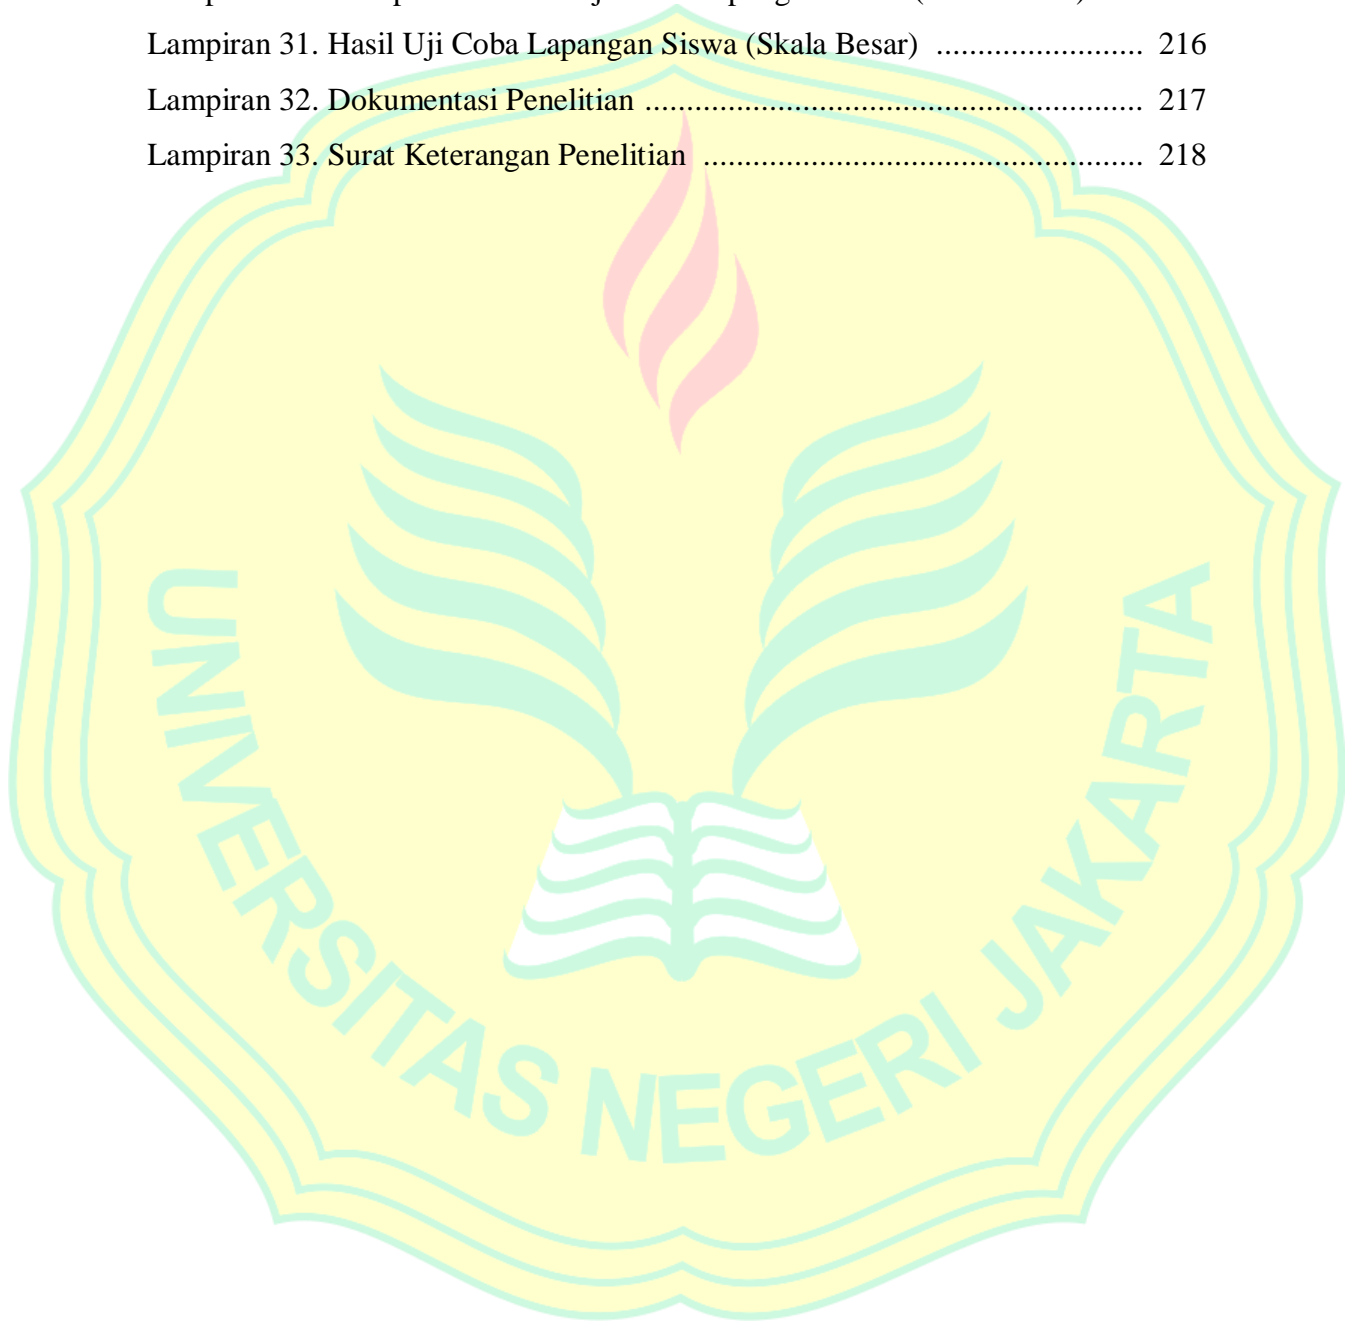 Lampiran 31. Hasil Uji Coba Lapangan Siswa (Skala Besar) ........................ 216
Lampiran 32. Dokumentasi Penelitian ............................................................ 217
Lampiran 33. Surat Keterangan Penelitian ..................................................... 218
UNIVERSITAS NEGERI JAKARTA